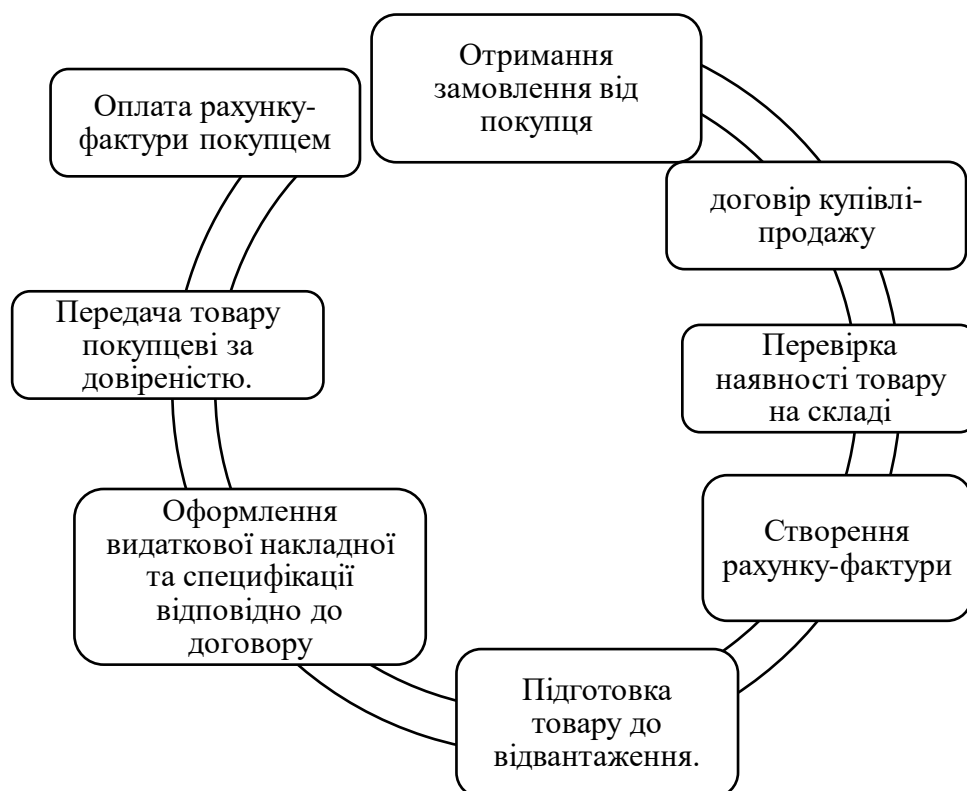 Отримання
замовлення від
покупця
договір купівлі-
продажу
Перевірка
наявності товару
на складі
Створення
рахунку-фактури
Підготовка
товару до
відвантаження.
Оформлення
видаткової накладної
та специфікації
відповідно до
договору
Передача товару
покупцеві за
довіреністю.
Оплата рахунку-
фактури покупцем